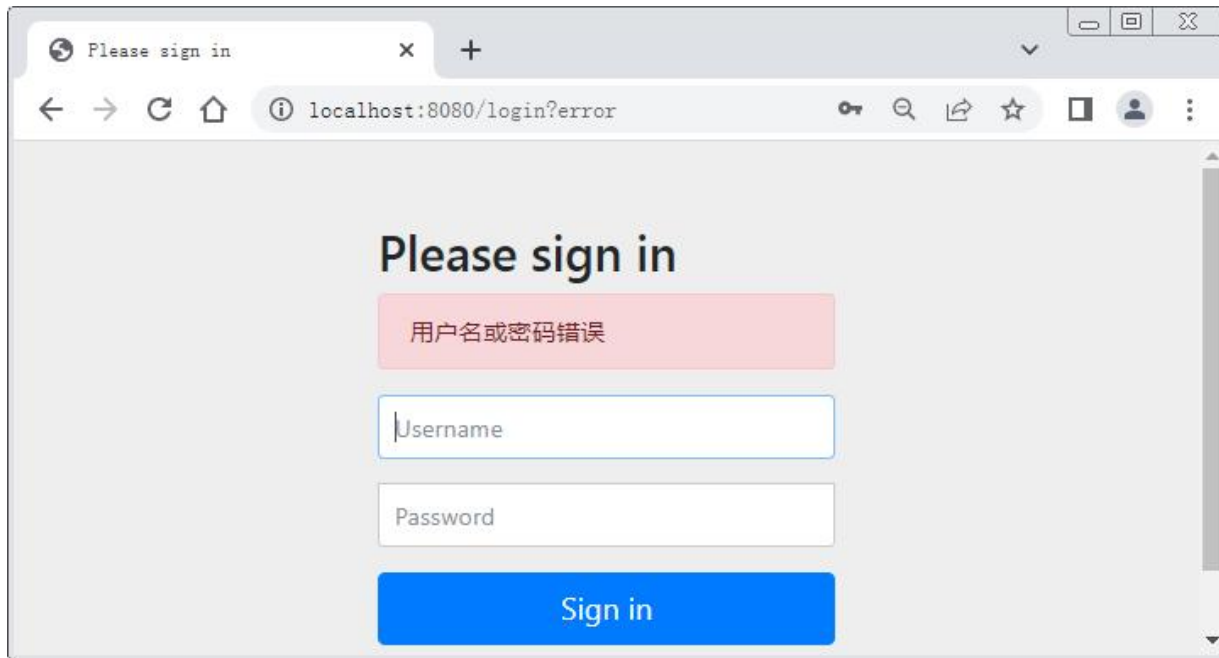 Please sign in
localhost:8080/login?error
Please sign in
用户名或密码错误
Username
Password
Sign in